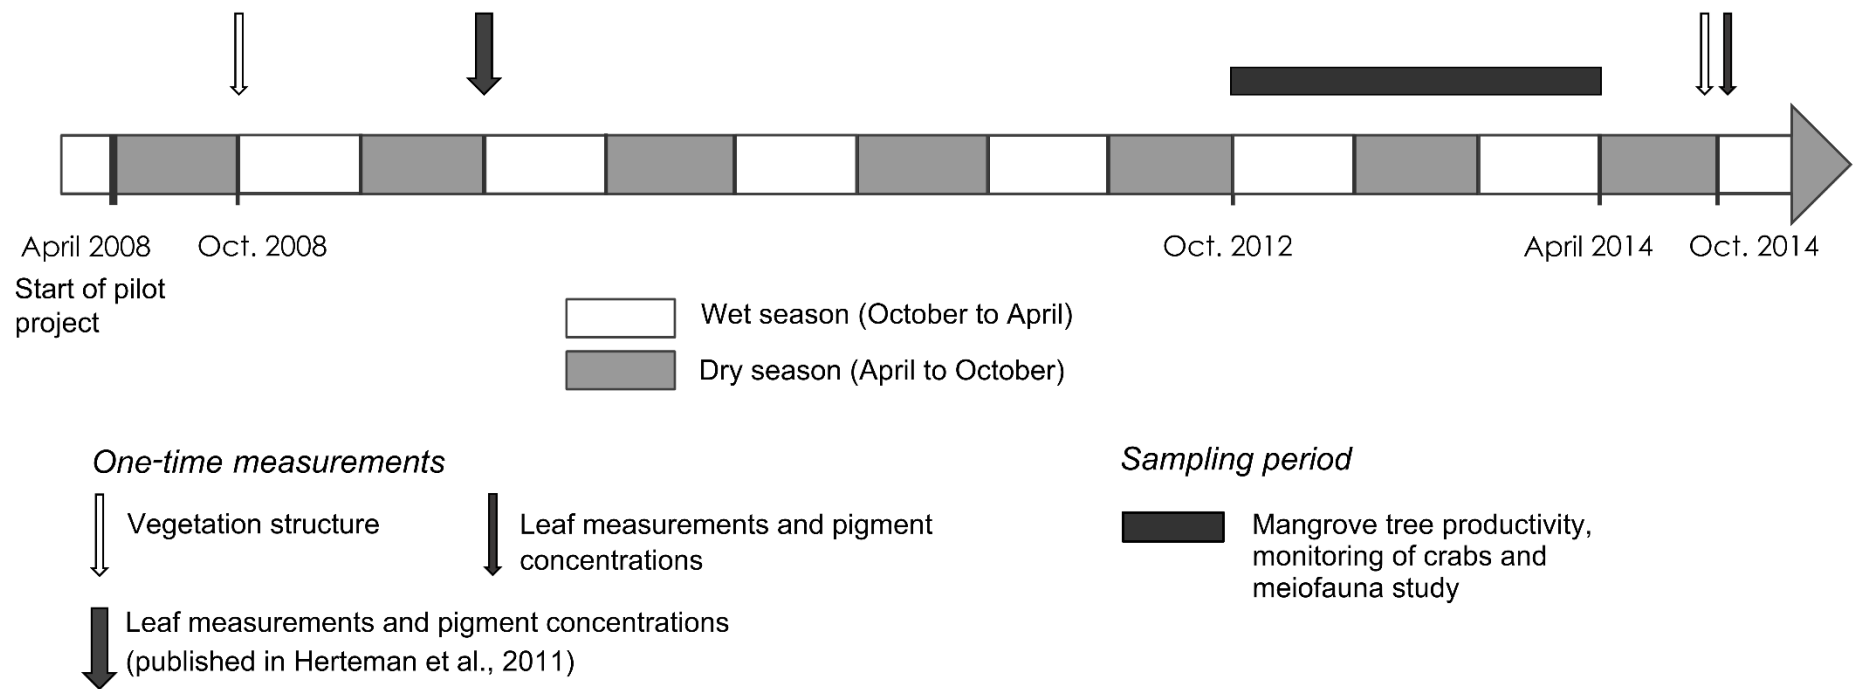 April 2008
Oct. 2008
Oct. 2012
April 2014
Oct. 2014
Start of pilot
project
Wet season (October to April)
Dry season (April to October)
One-time measurements
Vegetation structure
Leaf measurements and pigment
concentrations
Leaf measurements and pigment concentrations
(published in Herteman et al., 2011)
Sampling period
Mangrove tree productivity,
monitoring of crabs and
meiofauna study